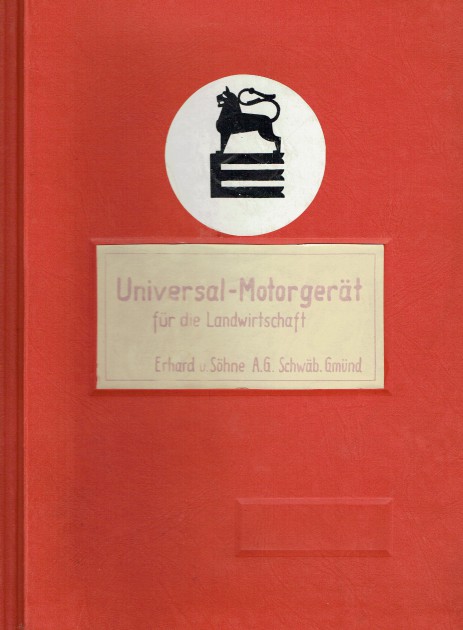 Universal-Motorgerät
für die Landwirtschaft
Erhard u. Söhne A.G. Schwäb. Gmünd